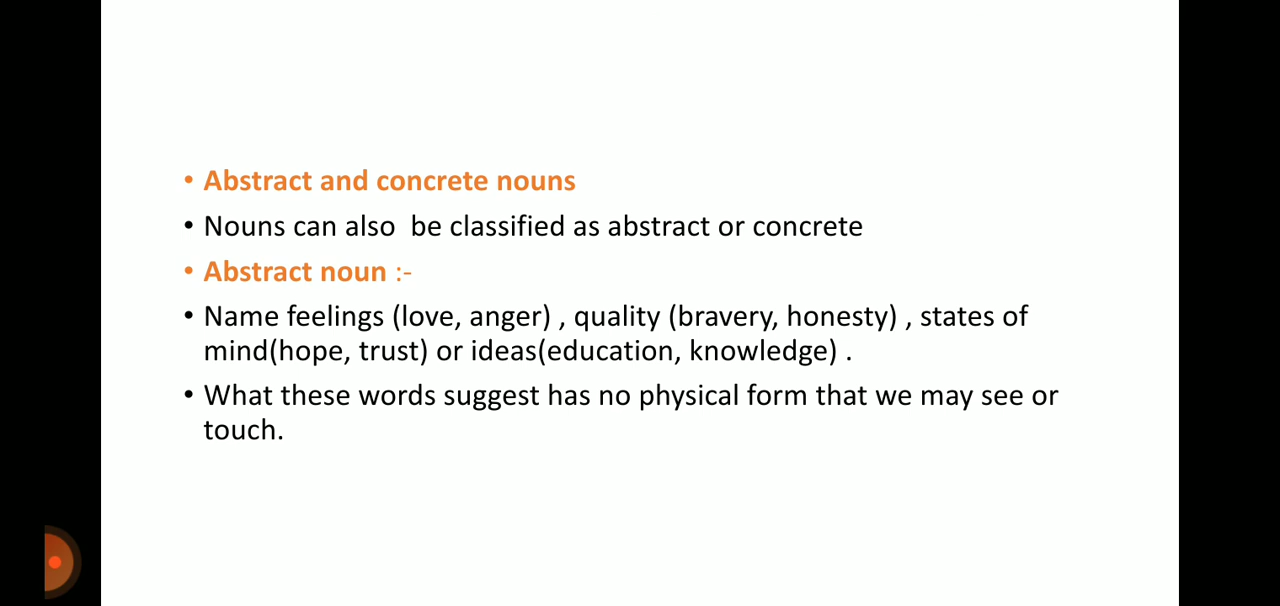 • Abstract and concrete nouns
• Nouns can also  be classified as abstract or concrete
• Abstract noun :-
• Name feelings (love, anger) , quality (bravery, honesty) , states of
mind(hope, trust) or ideas(education, knowledge) .
• What these words suggest has no physical form that we may see or
touch.